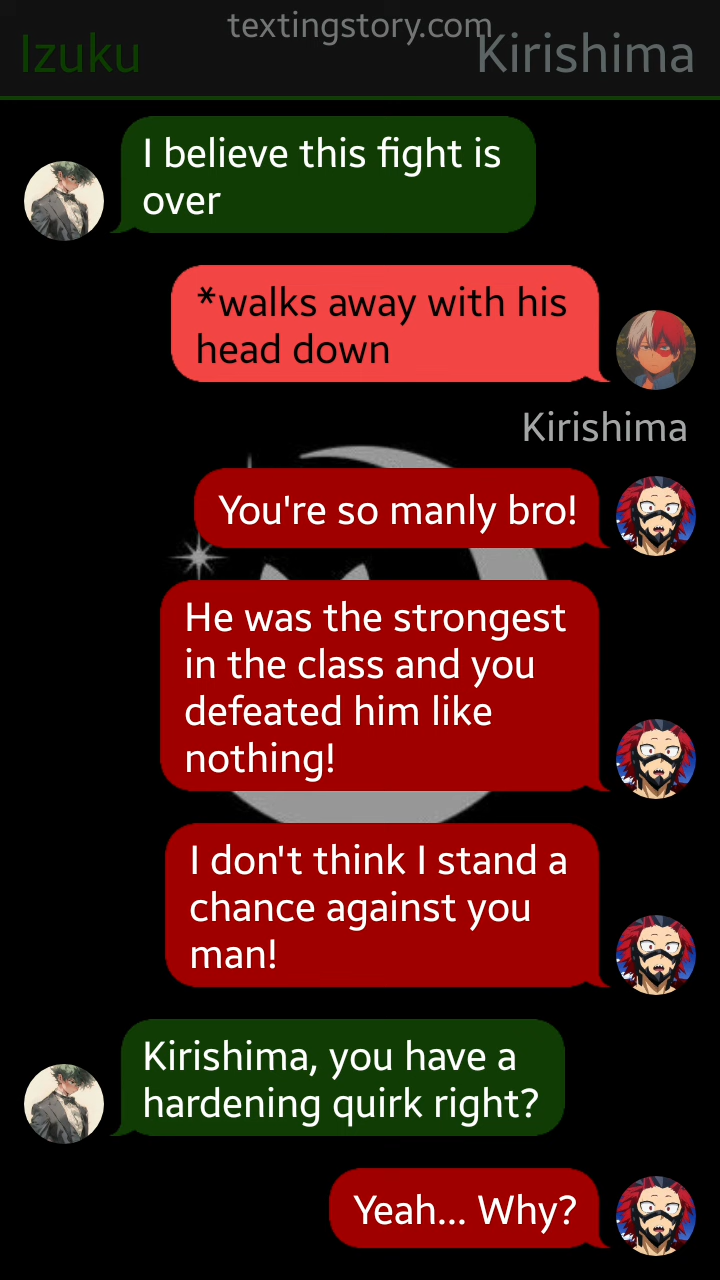 textingstory.com
Izuku
Kirishima
I believe this fight is
over
*walks away with his
head down
Kirishima
You're so manly bro!
He was the strongest
in the class and you
defeated him like
nothing!
I don't think I stand a
chance against you
man!
Kirishima, you have a
hardening quirk right?
Yeah... Why?